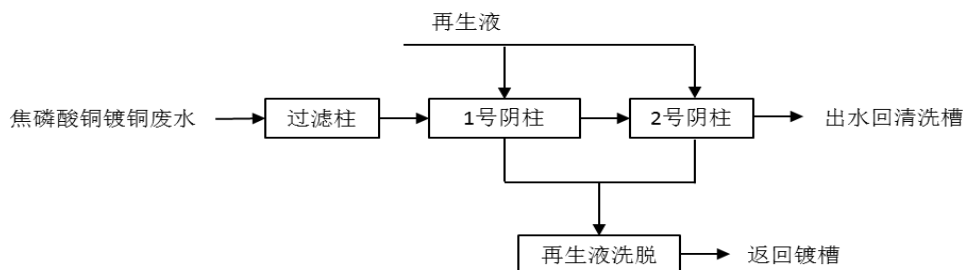 再生液
焦磷酸铜镀铜废水
过滤柱
1号阴柱
2号阴柱
出水回清洗槽
再生液洗脱
返回镀槽